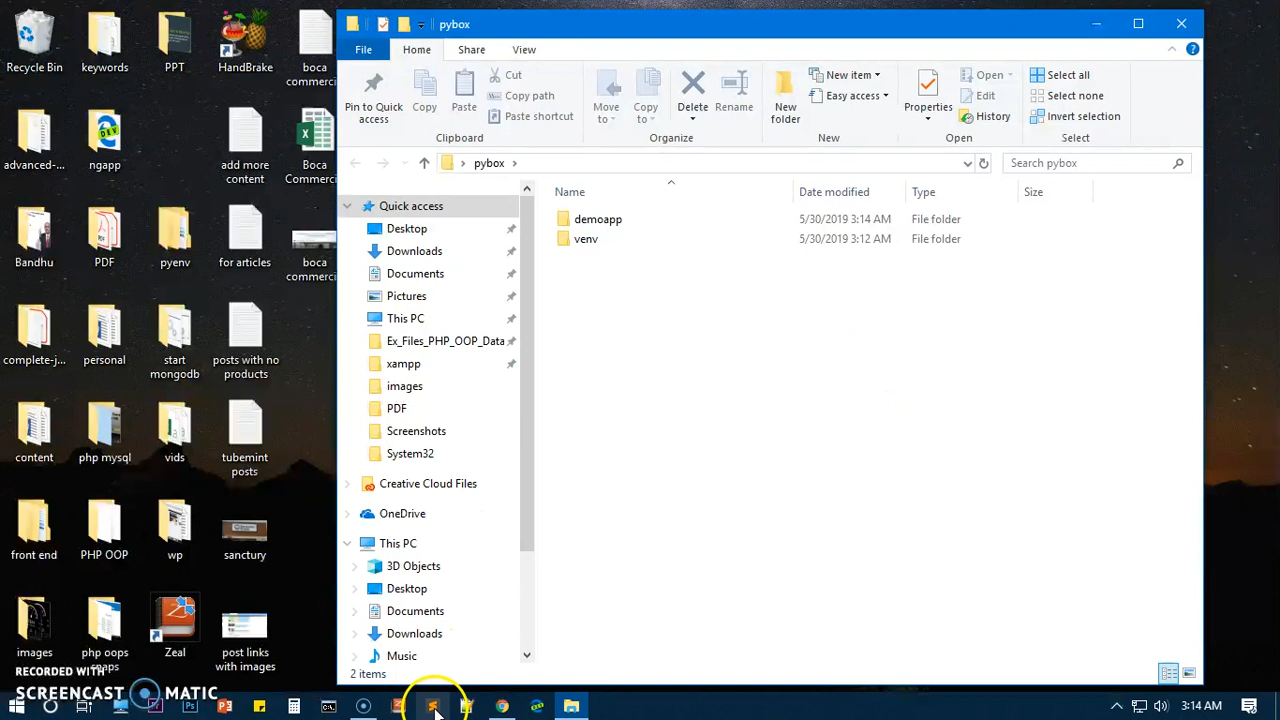 pybox
File Home Share View
Pin to Quick access
Copy
Paste
Cut
Copy path
Paste shortcut
Clipboard
Move to
Copy to
Delete
Rename
Organize
New folder
New item
Easy access
New
Properties
Open
Edit
History
Open
Select all
Select none
Invert selection
Select
pybox
Search pybox
Name Date modified Type Size
demoapp 5/30/2019 3:14 AM File folder
venv 5/30/2019 3:12 AM File folder
Quick access
Desktop
Downloads
Documents
Pictures
This PC
Ex_Files_PHP_OOP_Data
xampp
images
PDF
Screenshots
System32
Creative Cloud Files
OneDrive
This PC
3D Objects
Desktop
Documents
Downloads
Music
2 items
Recycle Bin
keywords
PPT
HandBrake
boca
commerci
advanced-...
ngapp
add more
content
Boca
Commerci
Bandhu
PDF
pyenv
for articles
boca
commerci
complete-j...
personal
start
mongodb
posts with no
products
content
php mysql
vids
tubemint
posts
front end
PHP OOP
wp
sanctury
images
php oops
snaps
Zeal
post links
with images
RECORDED WITH
SCREENCAST MATIC
3:14 AM